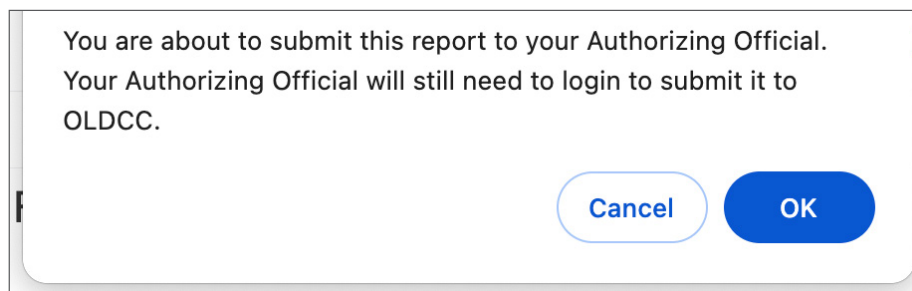 You are about to submit this report to your Authorizing Official.
Your Authorizing Official will still need to login to submit it to
OLDCC.
Cancel
OK